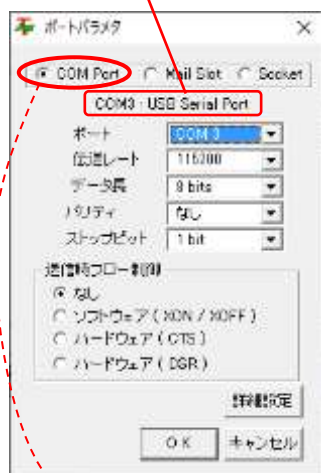 ポートパラメタ
COM Port Mail Slot Socket
COM3 : USB Serial Port
ポート COM 3
伝送レート 115200
データ長 8 bits
パリティ なし
ストップビット 1 bit
送信時フロー制御
なし
ソフトウェア ( XON / XOFF )
ハードウェア ( CTS )
ハードウェア ( DSR )
詳細設定
OK キャンセル